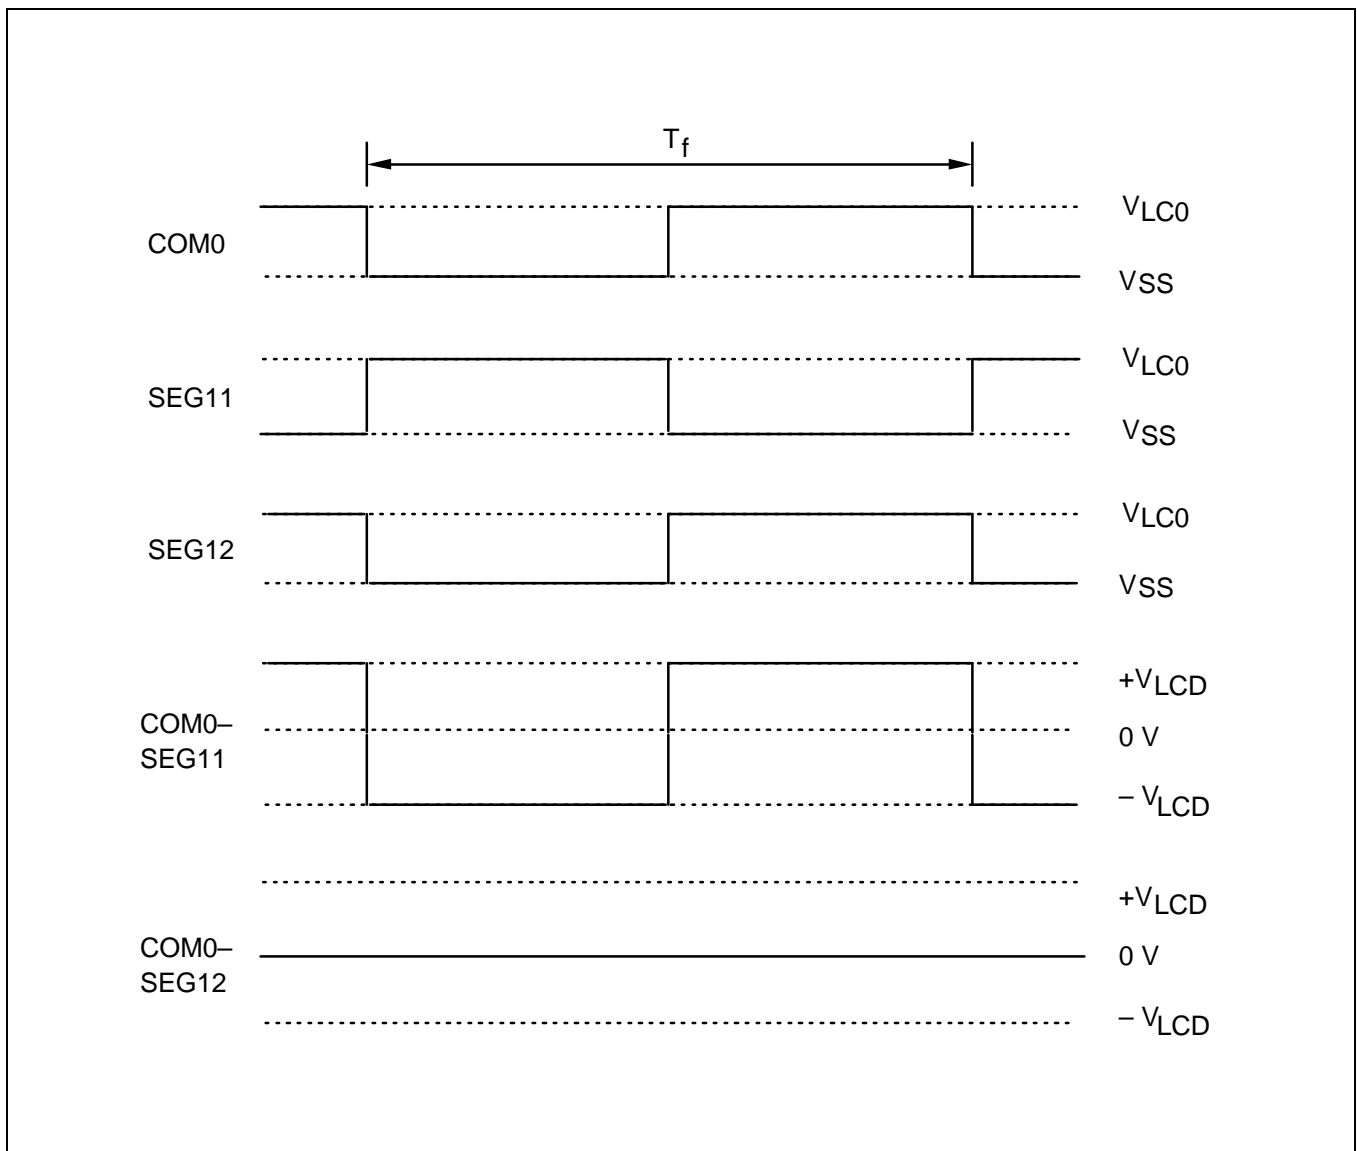 Tf
COM0
VLC0
VSS
SEG11
VLC0
VSS
SEG12
VLC0
VSS
COM0–
SEG11
+VLCD
0 V
– VLCD
COM0–
SEG12
+VLCD
0 V
– VLCD